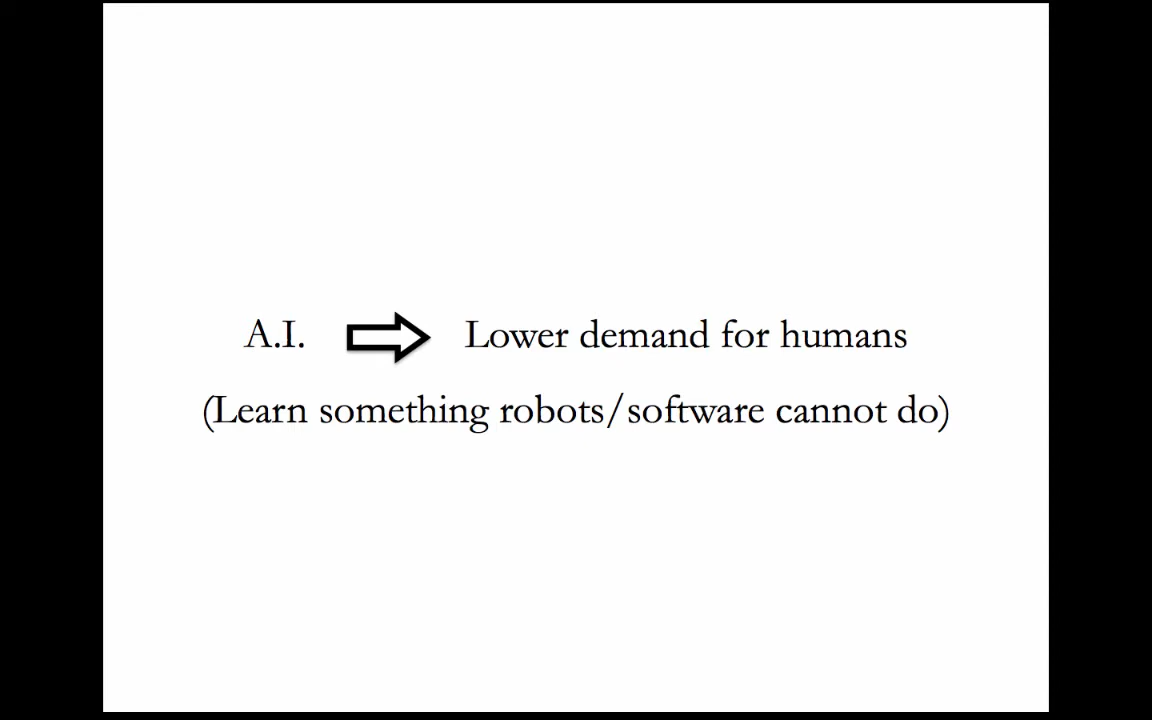 A.I. Lower demand for humans
(Learn something robots/software cannot do)